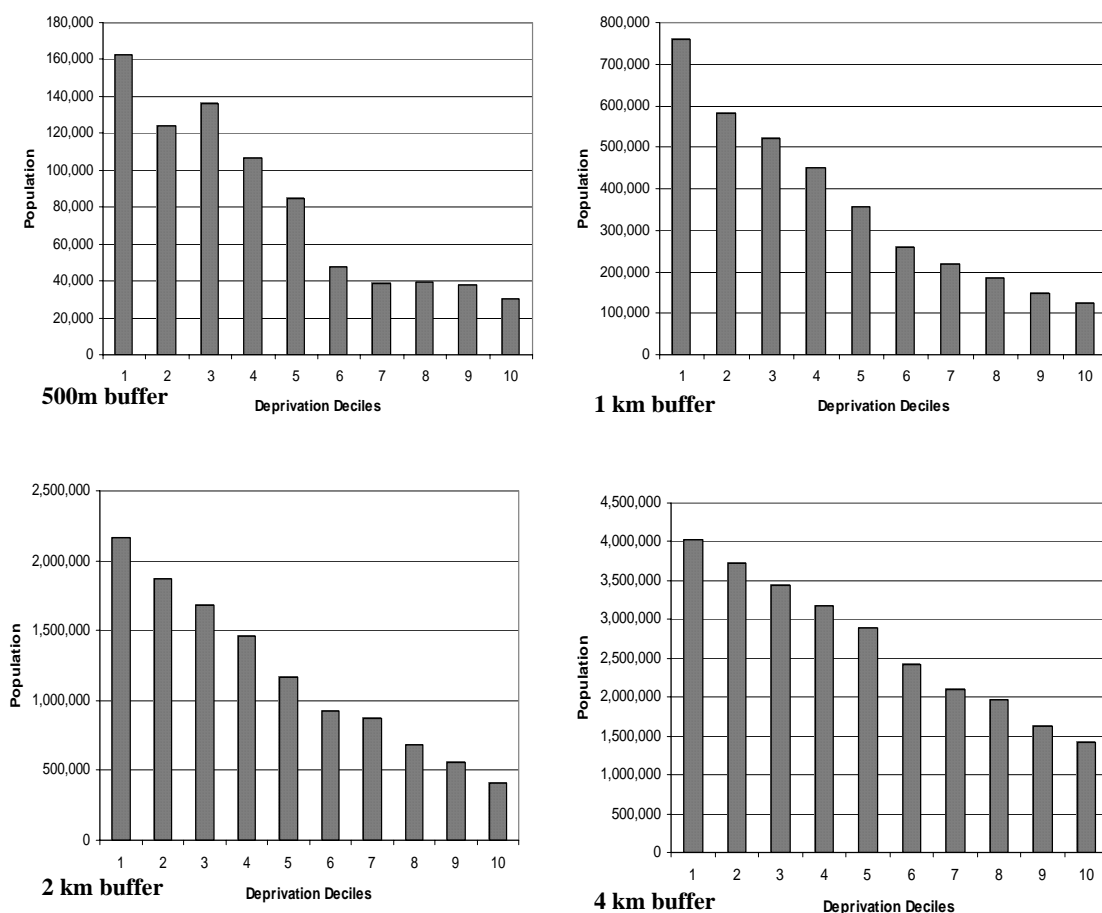 180,000
160,000
140,000
120,000
100,000
80,000
60,000
40,000
20,000
0
Population
1 2 3 4 5 6 7 8 9 10
500m buffer
Deprivation Deciles
800,000
700,000
600,000
500,000
400,000
300,000
200,000
100,000
0
Population
1 2 3 4 5 6 7 8 9 10
1 km buffer
Deprivation Deciles
2,500,000
2,000,000
1,500,000
1,000,000
500,000
0
Population
1 2 3 4 5 6 7 8 9 10
2 km buffer
Deprivation Deciles
4,500,000
4,000,000
3,500,000
3,000,000
2,500,000
2,000,000
1,500,000
1,000,000
500,000
0
Population
1 2 3 4 5 6 7 8 9 10
4 km buffer
Deprivation Deciles